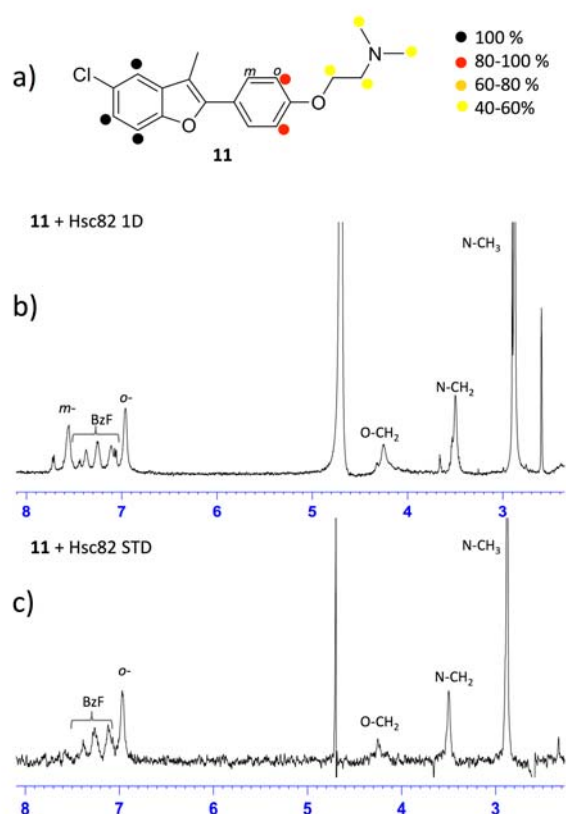 a)
Cl
O
m
o
O
N
11
100 %
80-100 %
60-80 %
40-60%
11 + Hsc82 1D
b)
N-CH₃
m-
BzF
o-
O-CH₂
N-CH₂
8 7 6 5 4 3
11 + Hsc82 STD
c)
N-CH₃
BzF
o-
O-CH₂
N-CH₂
8 7 6 5 4 3